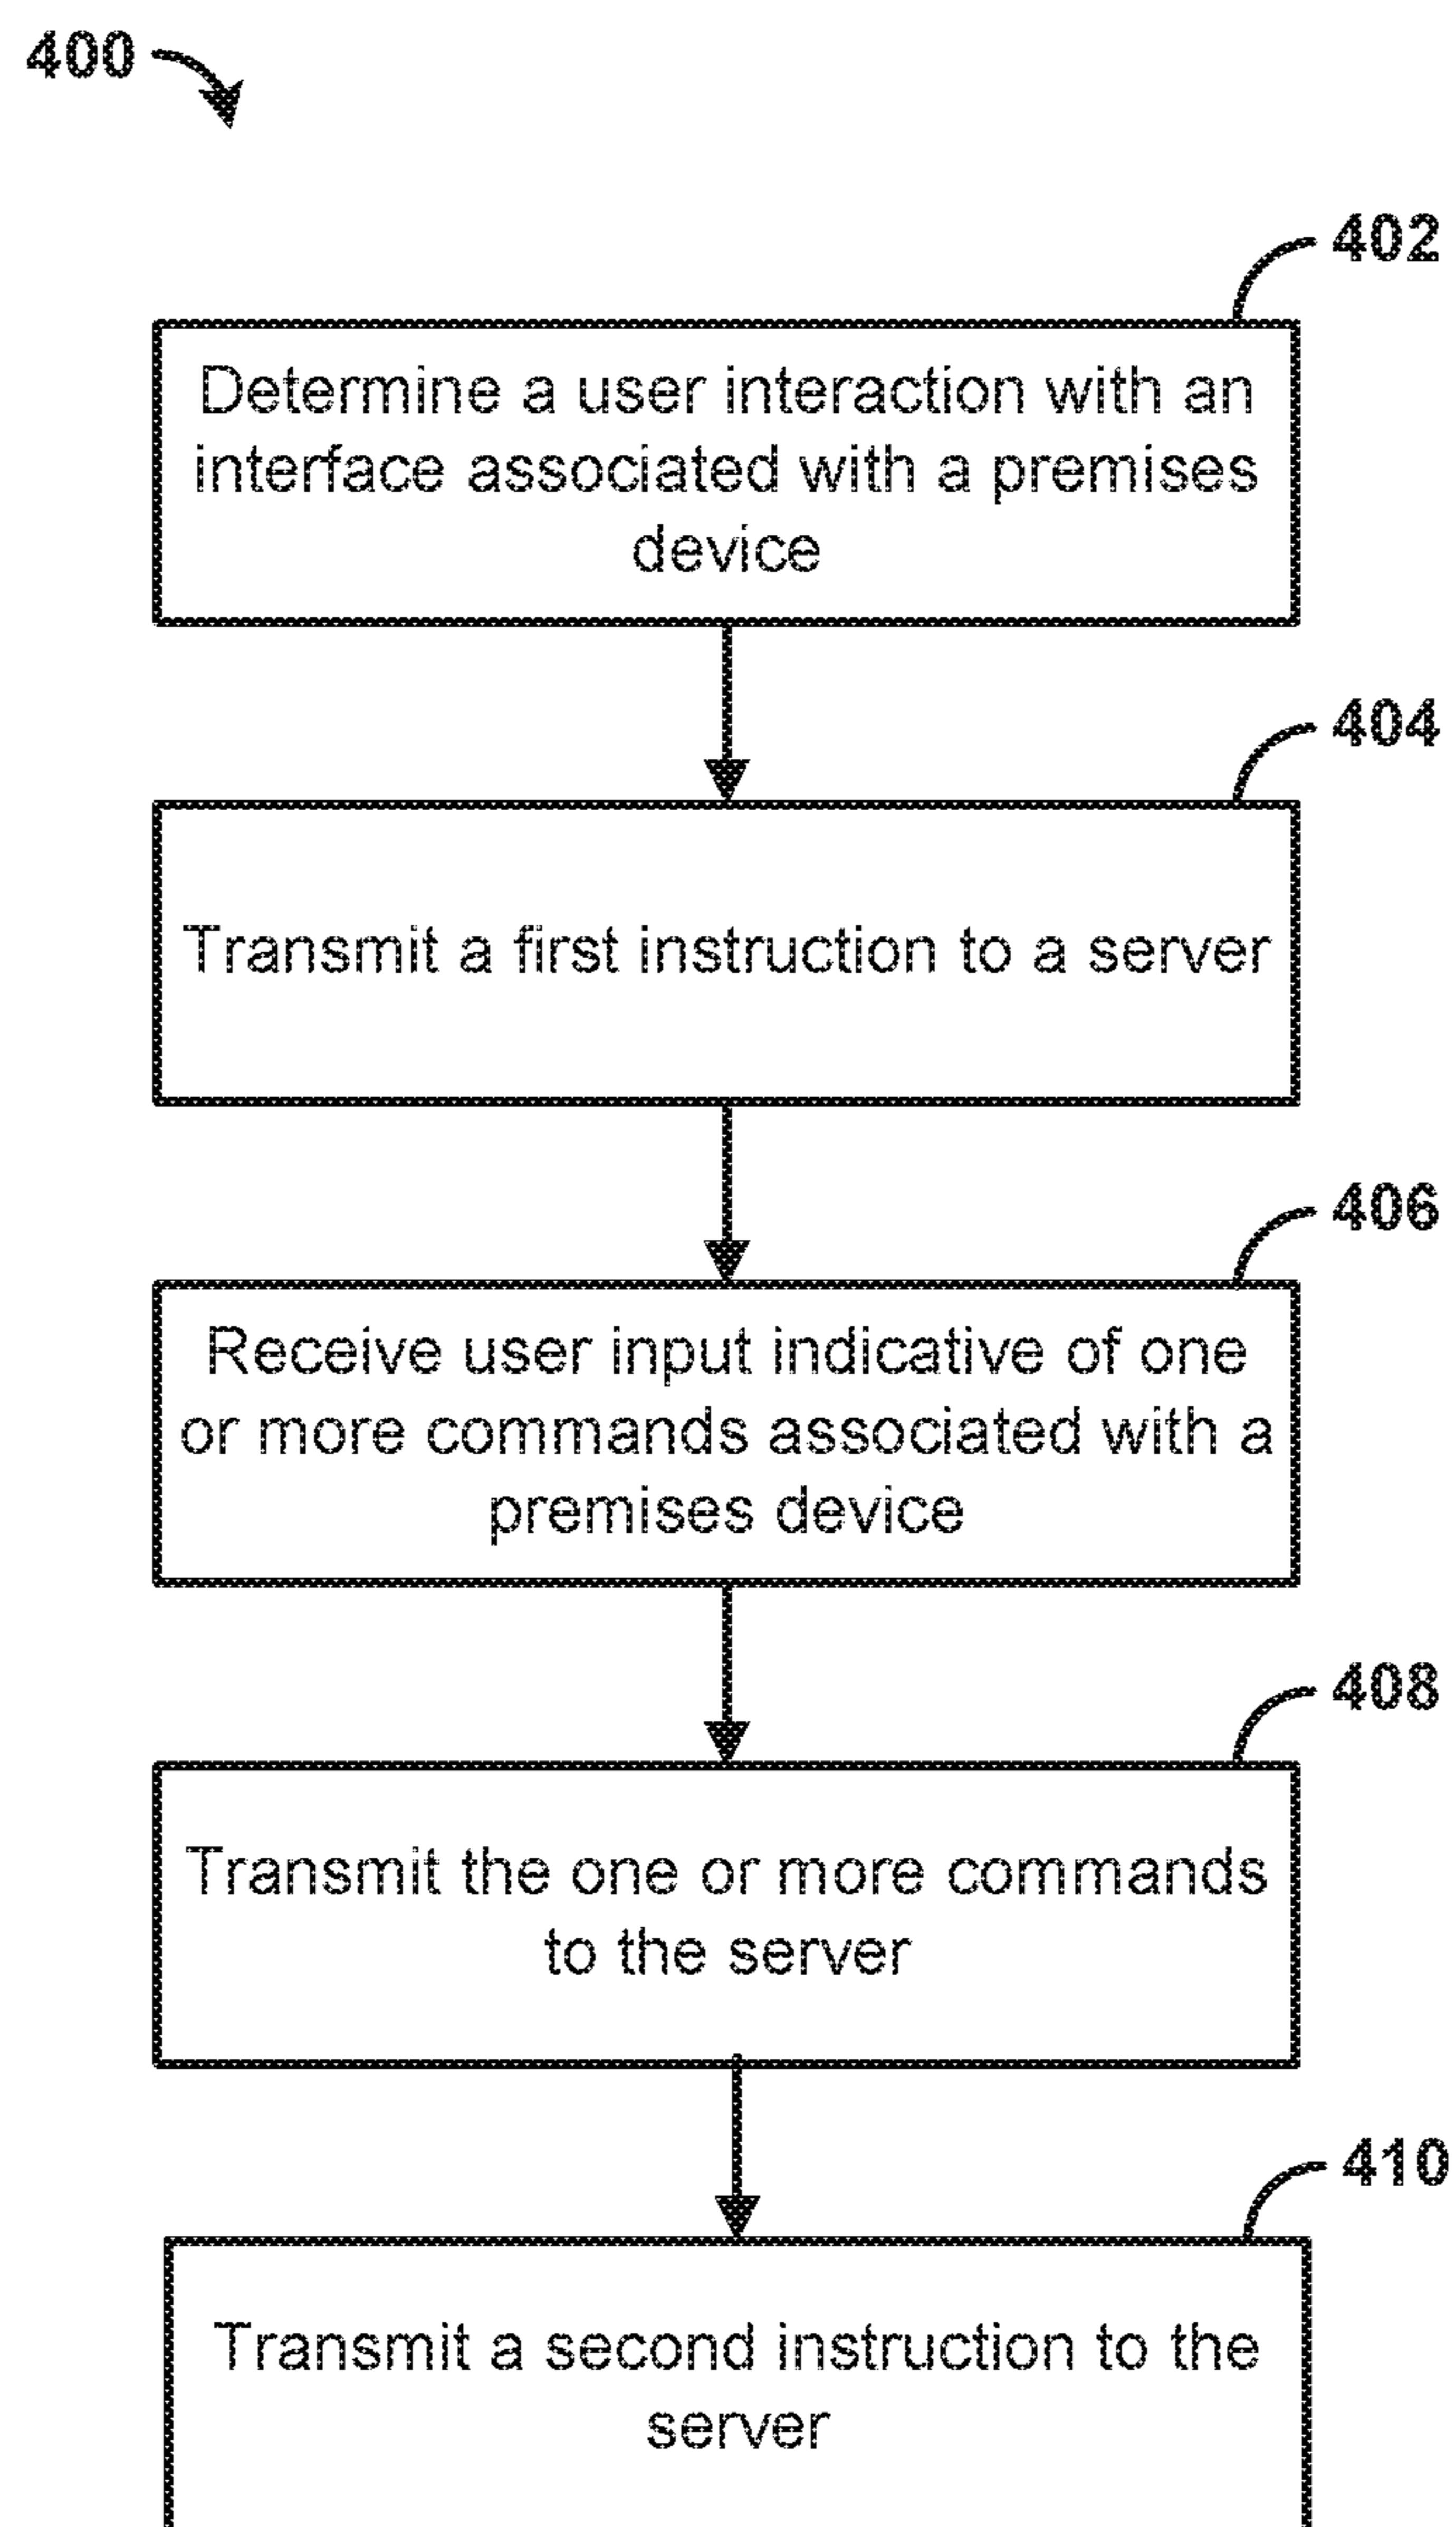 400
402
Determine a user interaction with an
interface associated with a premises
device
404
Transmit a first instruction to a server
406
Receive user input indicative of one
or more commands associated with a
premises device
408
Transmit the one or more commands
to the server
410
Transmit a second instruction to the
server